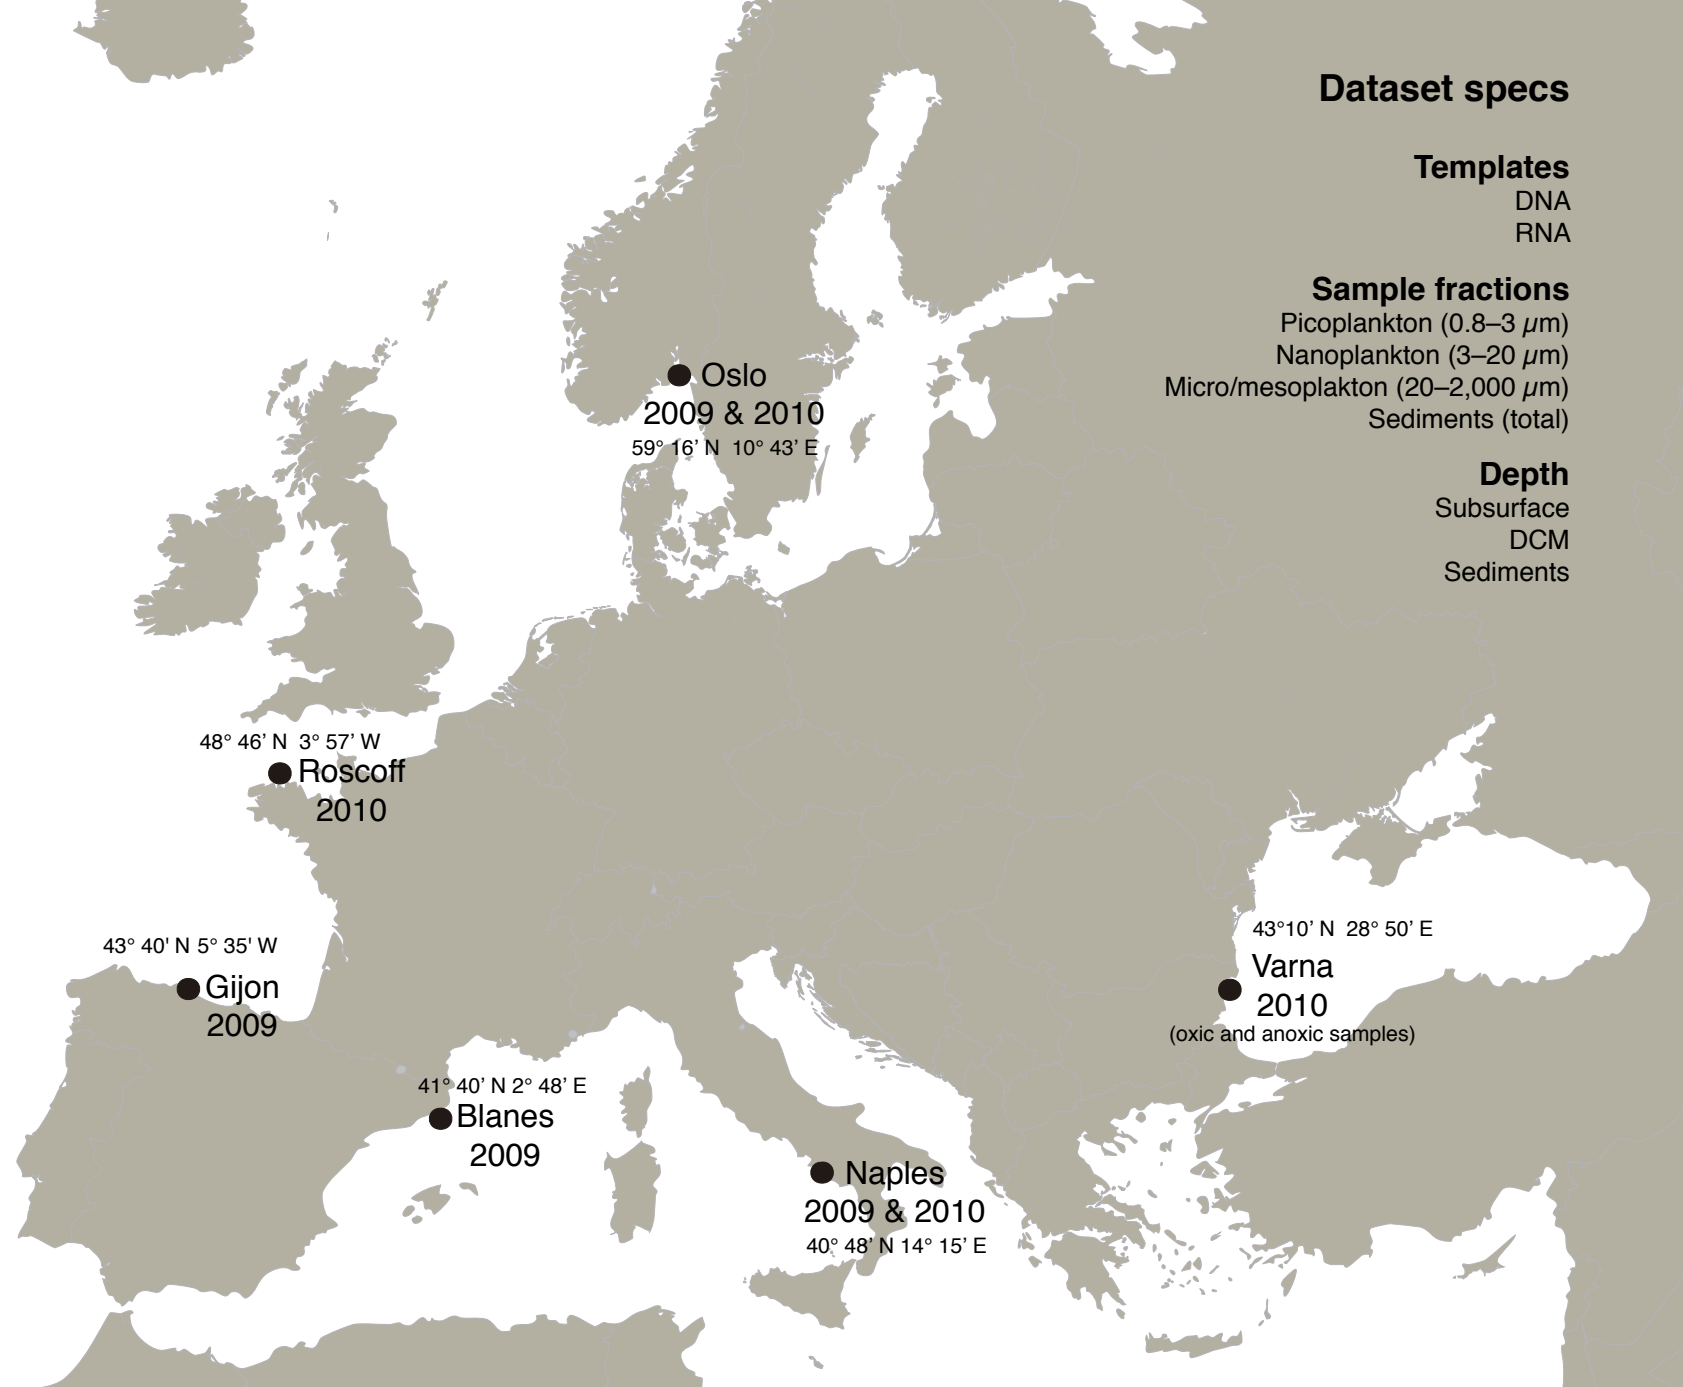 Dataset specs
Templates
DNA
RNA
Sample fractions
Picoplankton (0.8–3 µm)
Nanoplankton (3–20 µm)
Micro/mesoplakton (20–2,000 µm)
Sediments (total)
Depth
Subsurface
DCM
Sediments
Oslo
2009 & 2010
59° 16’ N 10° 43’ E
48° 46’ N 3° 57’ W
Roscoff
2010
43° 40' N 5° 35' W
Gijon
2009
41° 40’ N 2° 48’ E
Blanes
2009
Naples
2009 & 2010
40° 48’ N 14° 15’ E
43°10’ N 28° 50’ E
Varna
2010
(oxic and anoxic samples)